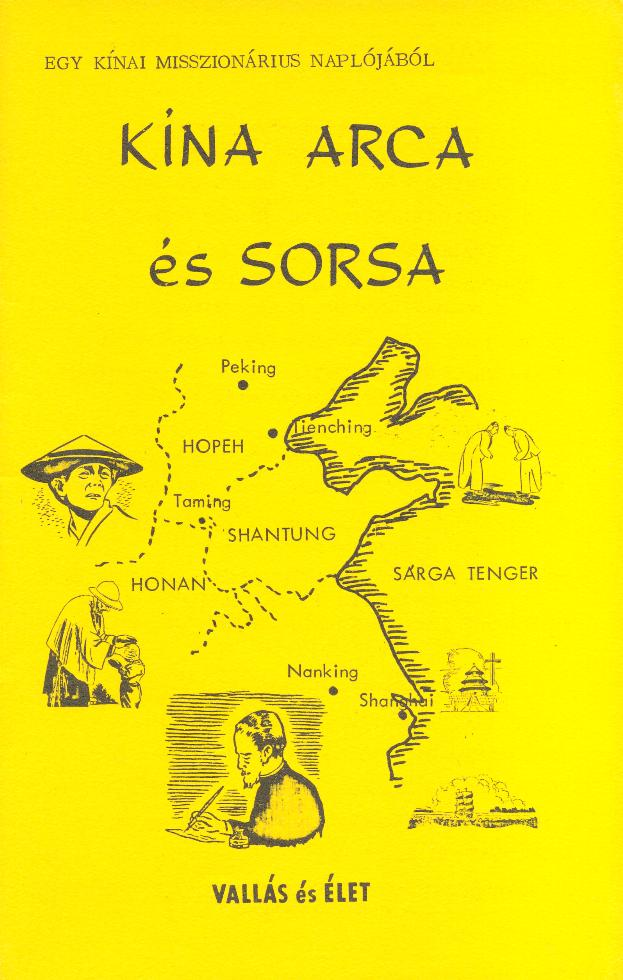 EGY KÍNAI MISSZIONÁRIUS NAPLÓJÁBÓL
KÍNA ARCA
és SORSA
Peking
Tienching
HOPEH
Taming
SHANTUNG
SÁRGA TENGER
HONAN
Nanking
Shanghai
VALLÁS és ÉLET